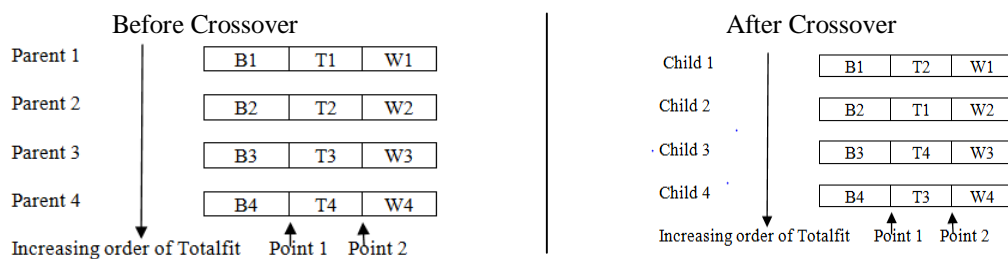 Before Crossover
Parent 1 B1 T1 W1
Parent 2 B2 T2 W2
Parent 3 B3 T3 W3
Parent 4 B4 T4 W4
Increasing order of Totalfit Point 1 Point 2
After Crossover
Child 1 B1 T2 W1
Child 2 B2 T1 W2
Child 3 B3 T4 W3
Child 4 B4 T3 W4
Increasing order of Totalfit Point 1 Point 2